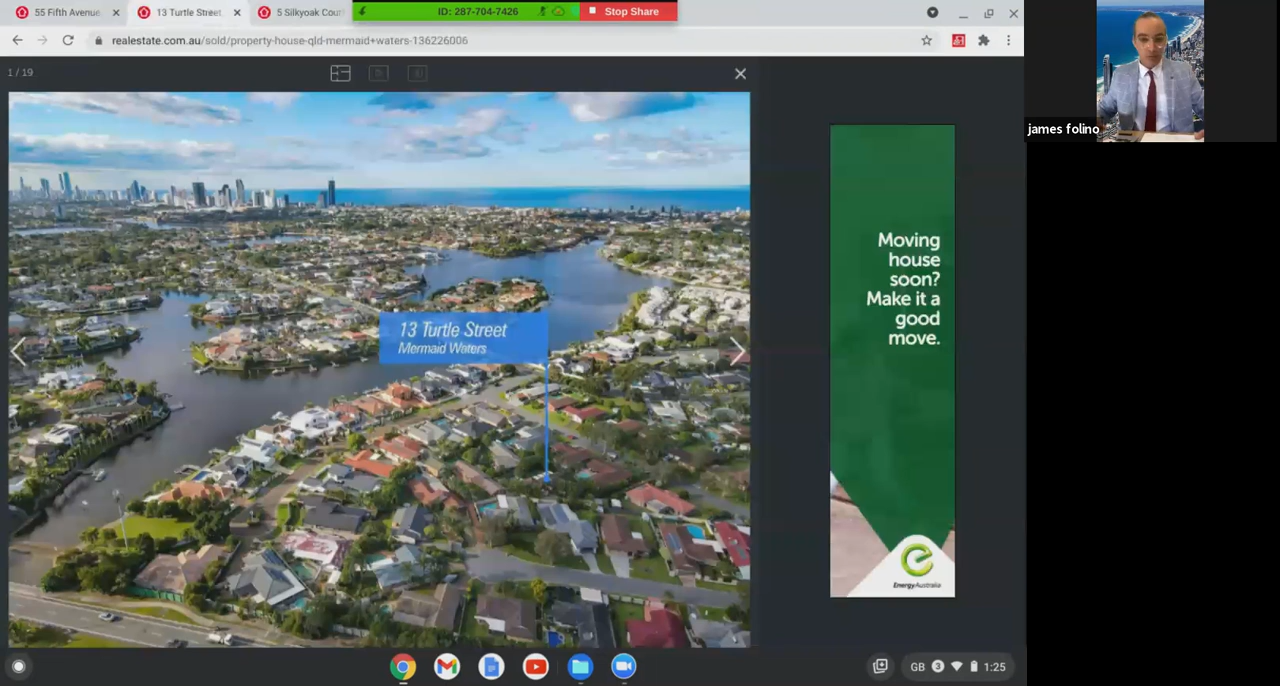 55 Fifth Avenue
13 Turtle Street,
5 Silkyoak Cour
ID: 287-704-7426
Stop Share
realestate.com.au/sold/property-house-qld-mermaid+waters-136226006
1 / 19
james folino
13 Turtle Street
Mermaid Waters
Moving
house
soon?
Make it a
good
move.
EnergyAustralia
GB
3
1:25